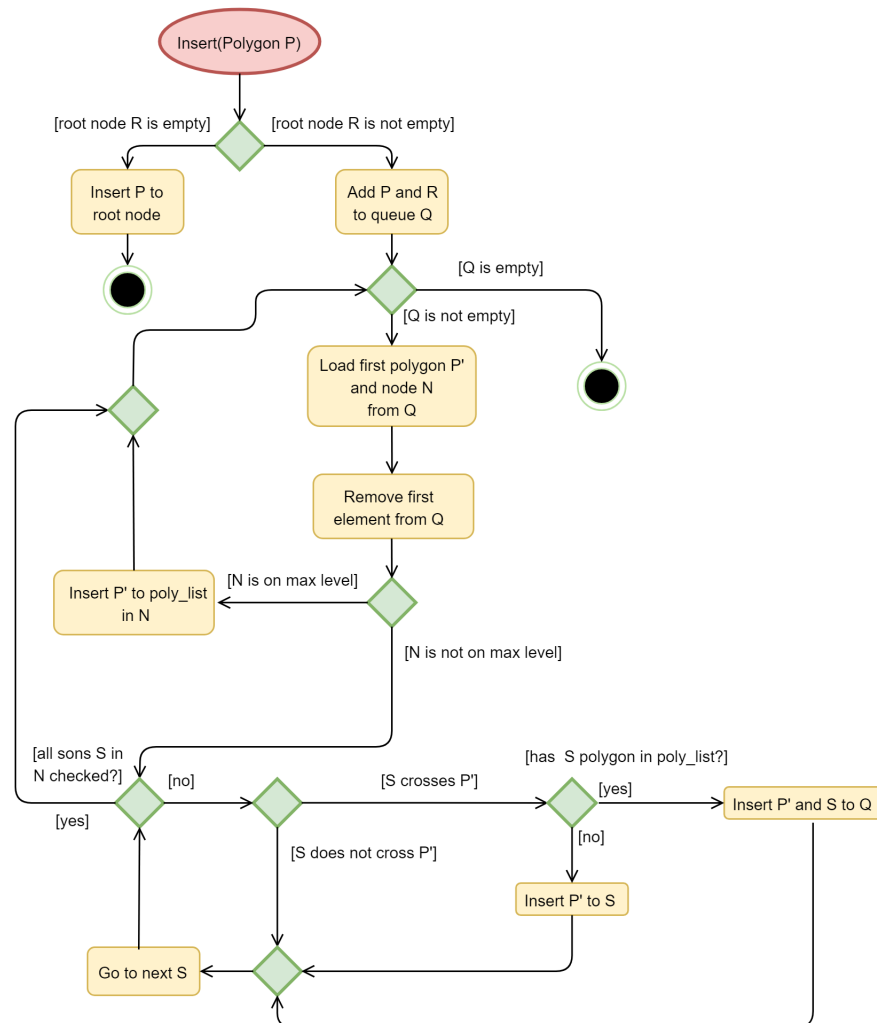 Insert(Polygon P)
[root node R is empty]
[root node R is not empty]
Insert P to
root node
Add P and R
to queue Q
[Q is empty]
[Q is not empty]
Load first polygon P'
and node N
from Q
Remove first
element from Q
[N is on max level]
Insert P' to poly_list
in N
[N is not on max level]
[all sons S in
N checked?]
[no]
[yes]
[S crosses P']
[has  S polygon in poly_list?]
[yes]
Insert P' and S to Q
[no]
[S does not cross P']
Insert P' to S
Go to next S